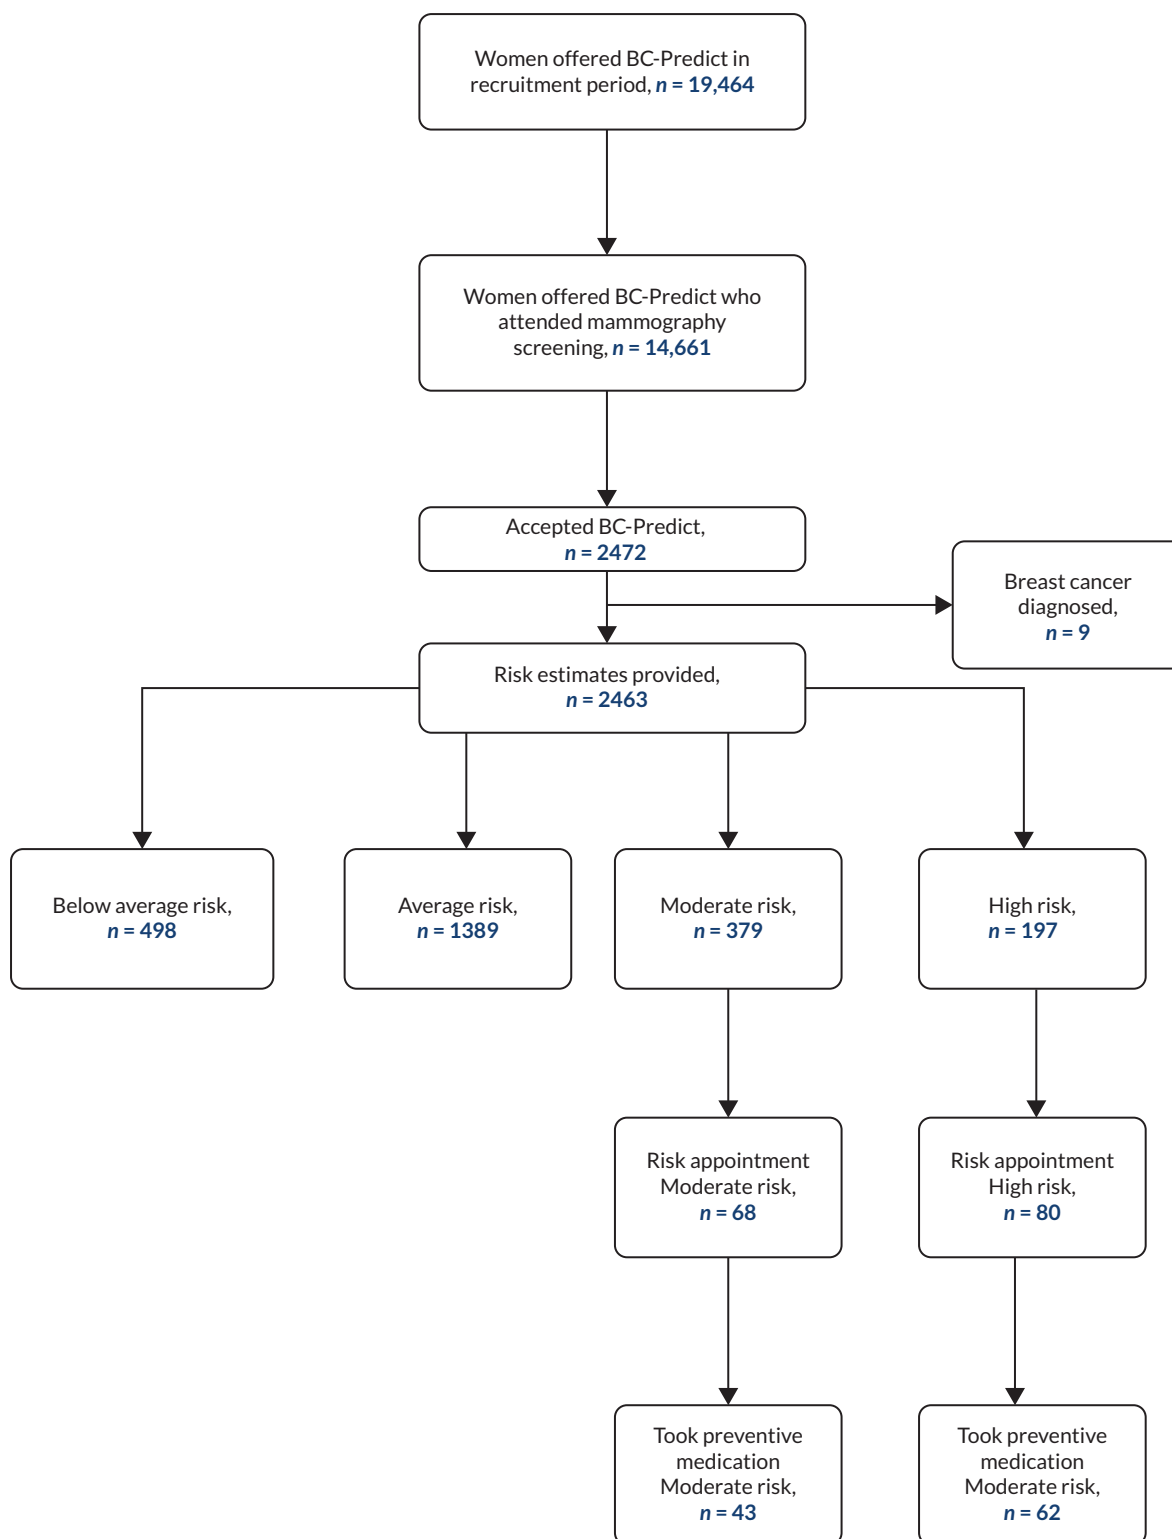 Women offered BC-Predict in
recruitment period, n = 19,464
Women offered BC-Predict who
attended mammography
screening, n = 14,661
Accepted BC-Predict,
n = 2472
Breast cancer
diagnosed,
n = 9
Risk estimates provided,
n = 2463
Below average risk,
n = 498
Average risk,
n = 1389
Moderate risk,
n = 379
High risk,
n = 197
Risk appointment
Moderate risk,
n = 68
Risk appointment
High risk,
n = 80
Took preventive
medication
Moderate risk,
n = 43
Took preventive
medication
Moderate risk,
n = 62